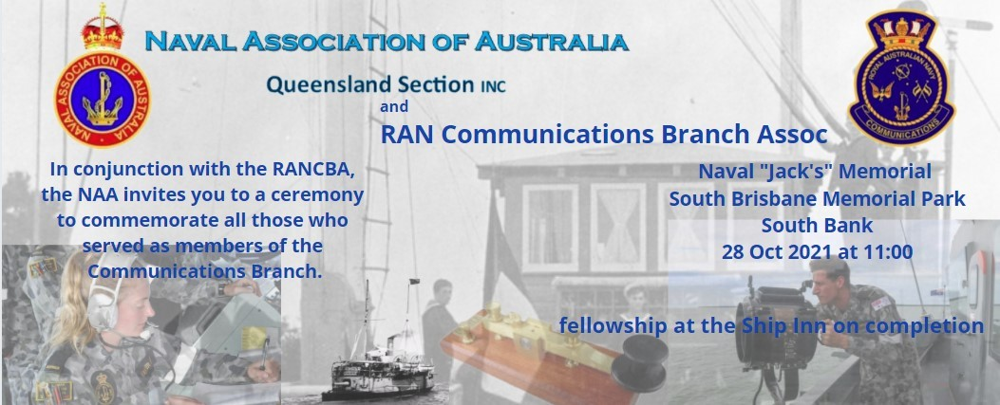 NAVAL ASSOCIATION OF AUSTRALIA
NAVAL ASSOCIATION OF AUSTRALIA
Queensland Section INC
and
RAN Communications Branch Assoc
ROYAL AUSTRALIAN NAVY
COMMUNICATIONS
In conjunction with the RANCBA,
the NAA invites you to a ceremony
to commemorate all those who
served as members of the
Communications Branch.
Naval "Jack's" Memorial
South Brisbane Memorial Park
South Bank
28 Oct 2021 at 11:00
fellowship at the Ship Inn on completion